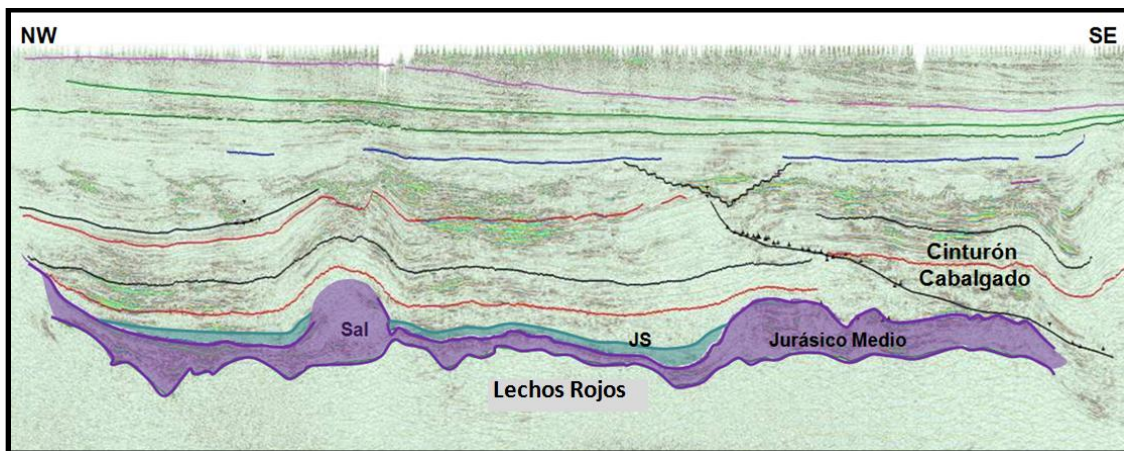 NW
SE
Cinturón
Cabalgado
Sal
JS
Jurásico Medio
Lechos Rojos